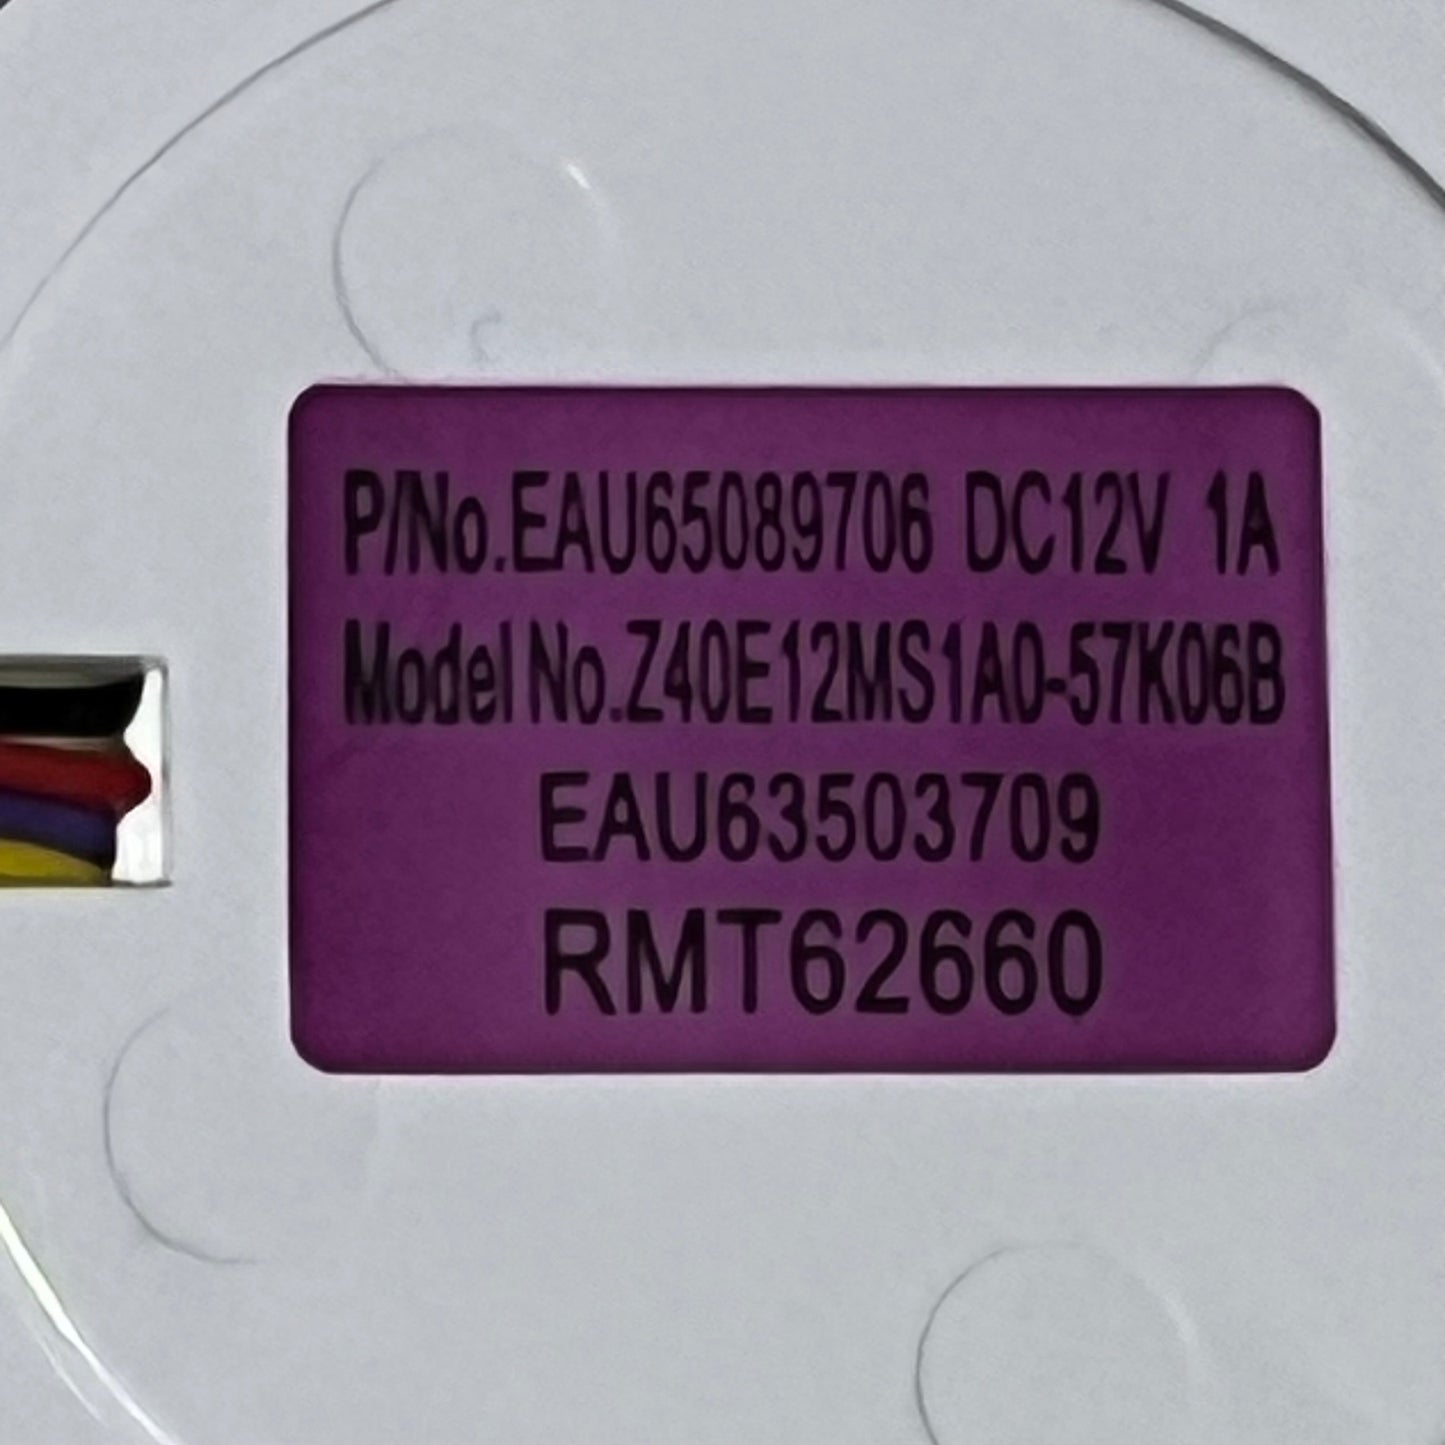 P/No.EAU65089706 DC12V 1A
Model No.Z40E12MS1A0-57K06B
EAU63503709
RMT62660